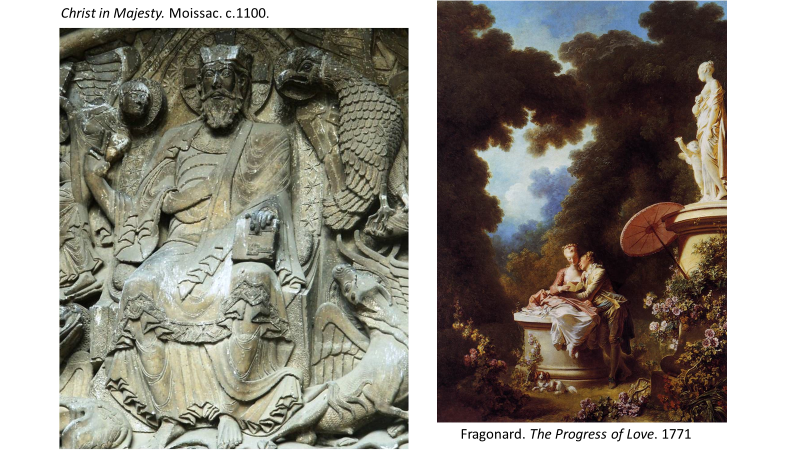 Christ in Majesty. Moissac. c.1100.
Fragonard. The Progress of Love. 1771